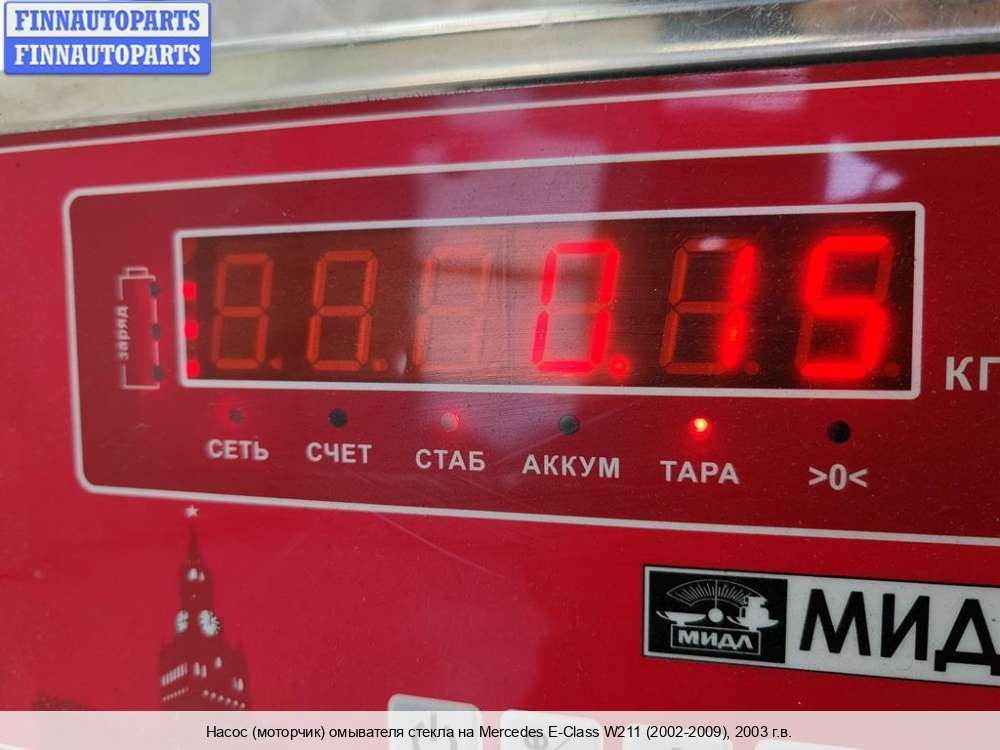 FINNAUTOPARTS
FINNAUTOPARTS
заряд
0.15
КГ
СЕТЬ СЧЕТ СТАБ АККУМ ТАРА >0<
МИДЛ
МИД
Насос (моторчик) омывателя стекла на Mercedes E-Class W211 (2002-2009), 2003 г.в.